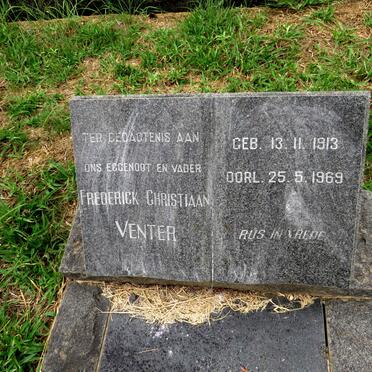 TER GEDAGTENIS AAN
ONS EGGENOOT EN VADER
FREDERICK CHRISTIAAN
VENTER
GEB. 13. 11. 1913
OORL. 25. 5. 1969
RUS IN VREDE